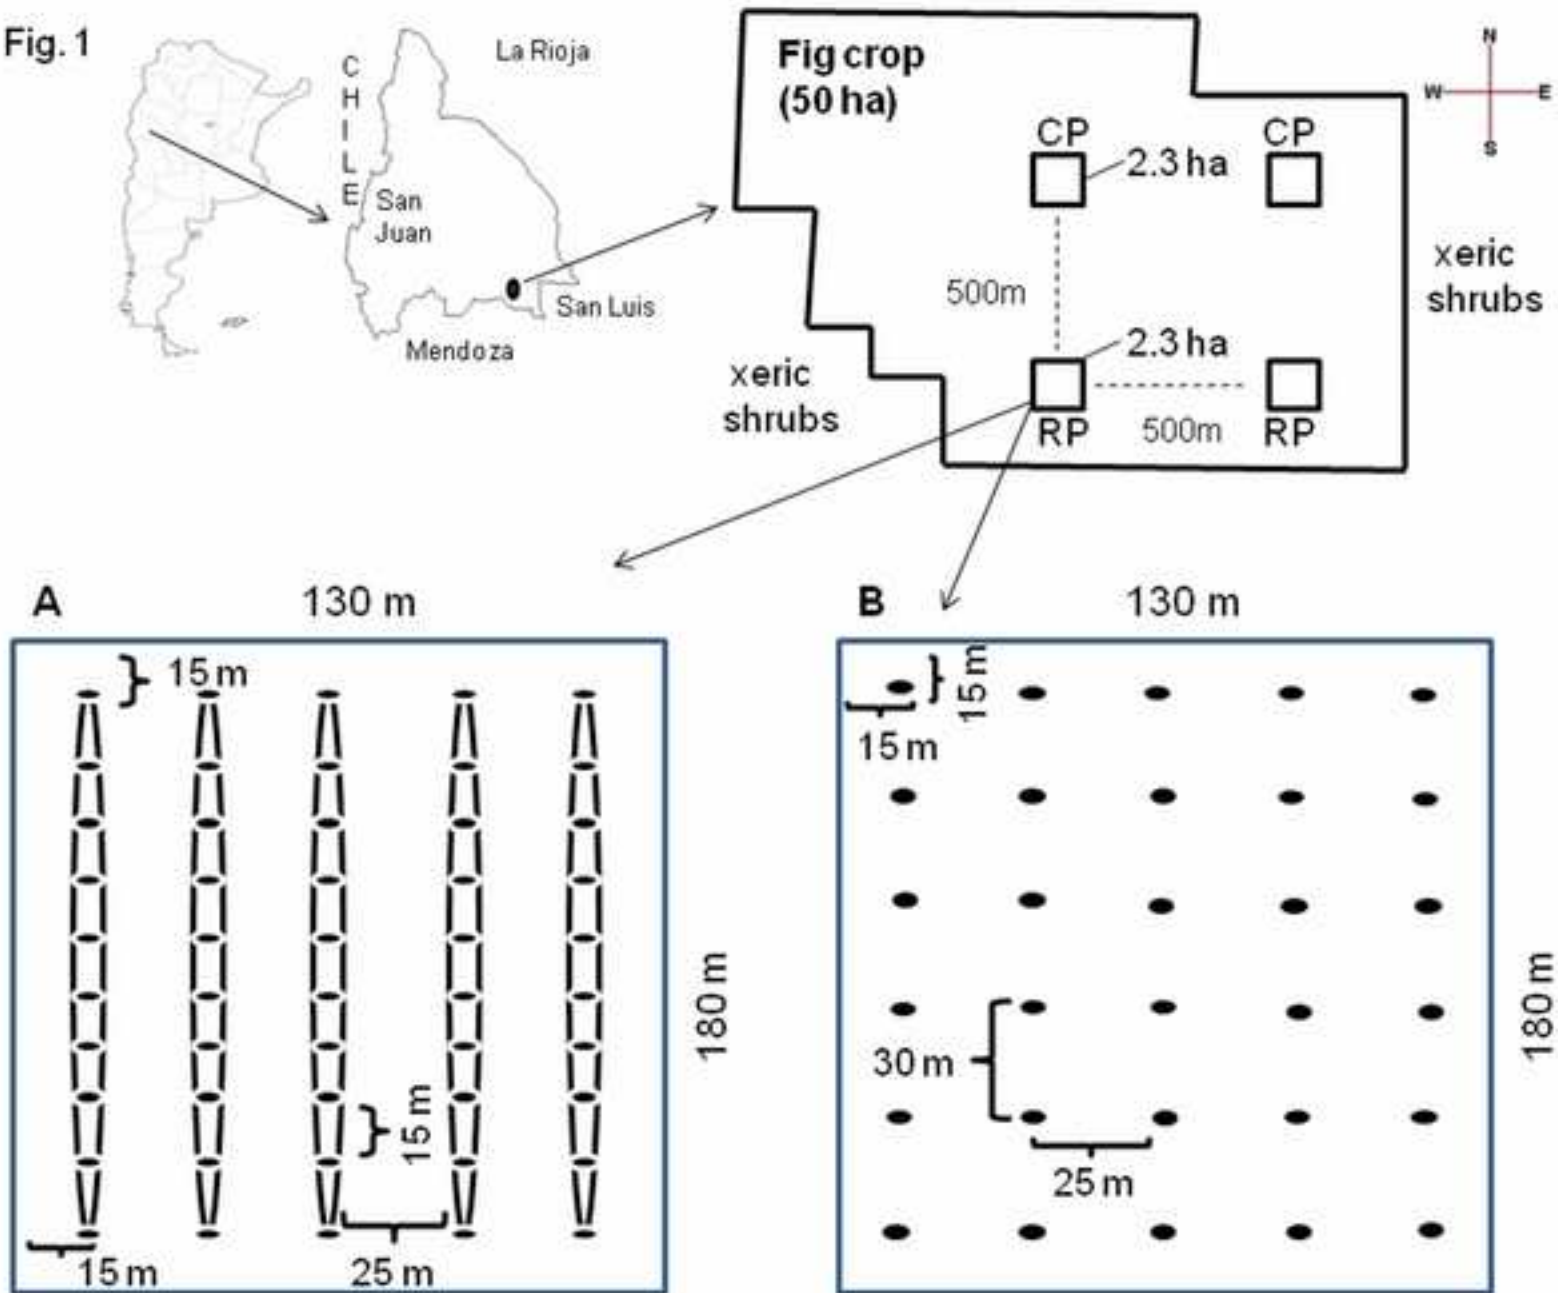 Fig. 1
CHILE
La Rioja
San
Juan
San Luis
Mendoza
Fig crop
(50 ha)
CP
2.3 ha
CP
500m
2.3 ha
RP
500m
RP
xeric
shrubs
xeric
shrubs
N
W
E
S
A
130 m
15 m
15 m
15 m
25 m
180 m
B
130 m
15 m
15 m
30 m
25 m
180 m